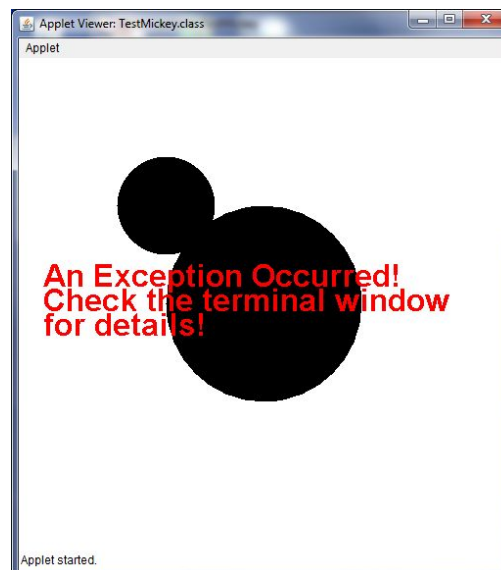 Applet Viewer: TestMickey.class
Applet
An Exception Occurred!
Check the terminal window
for details!
Applet started.